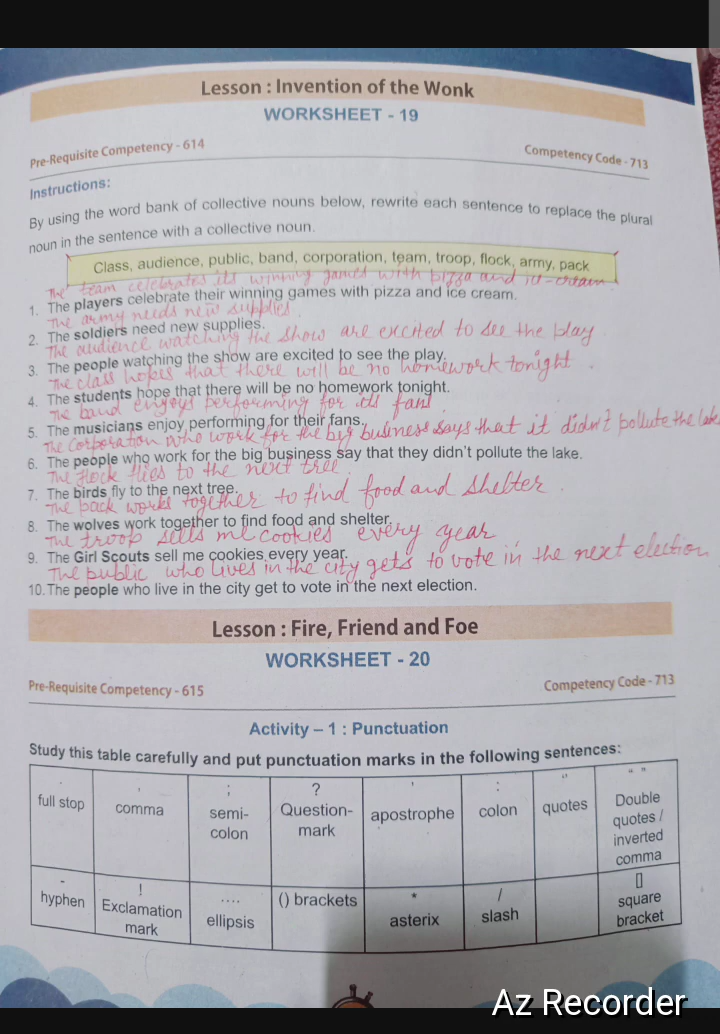 Lesson : Invention of the Wonk
WORKSHEET - 19
Pre-Requisite Competency - 614
Competency Code - 713
Instructions:
By using the word bank of collective nouns below, rewrite each sentence to replace the plural
noun in the sentence with a collective noun.
Class, audience, public, band, corporation, team, troop, flock, army, pack
The team celebrates its winning games with pizza and ice-cream
1. The players celebrate their winning games with pizza and ice cream.
The army needs new supplies.
2. The soldiers need new supplies.
The audience watching the show are excited to see the play
3. The people watching the show are excited to see the play.
The class hopes that there will be no homework tonight.
4. The students hope that there will be no homework tonight.
The band enjoys performing for its fans
5. The musicians enjoy performing for their fans.
The Corporation who work for the big business says that it didn't pollute the lake
6. The people who work for the big business say that they didn't pollute the lake.
The flock flies to the next tree.
7. The birds fly to the next tree.
The pack works together to find food and shelter.
8. The wolves work together to find food and shelter.
The troop sells me cookies every year
9. The Girl Scouts sell me cookies every year.
The public who lives in the city gets to vote in the next election
10. The people who live in the city get to vote in the next election.
Lesson : Fire, Friend and Foe
WORKSHEET - 20
Pre-Requisite Competency - 615
Competency Code - 713
Activity – 1 : Punctuation
Study this table carefully and put punctuation marks in the following sentences:
. , ; ? ' : “ ” “ ”
full stop comma semi-colon Question-mark apostrophe colon quotes Double quotes / inverted comma
- ! .... () brackets * / []
hyphen Exclamation mark ellipsis asterix slash square bracket
Az Recorder